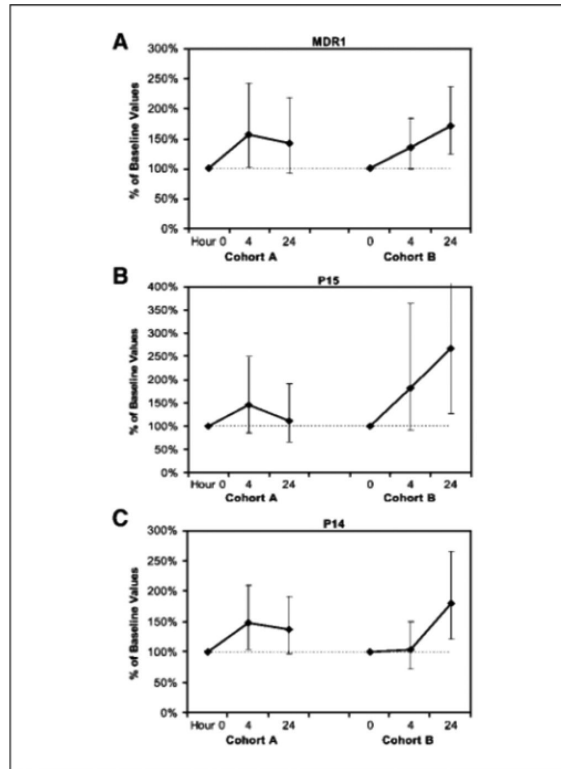 A
MDR1
% of Baseline Values
300%
250%
200%
150%
100%
50%
0%
Hour 0 4 24 0 4 24
Cohort A Cohort B
B
P15
% of Baseline Values
400%
350%
300%
250%
200%
150%
100%
50%
0%
Hour 0 4 24 0 4 24
Cohort A Cohort B
C
P14
% of Baseline Values
300%
250%
200%
150%
100%
50%
0%
Hour 0 4 24 0 4 24
Cohort A Cohort B